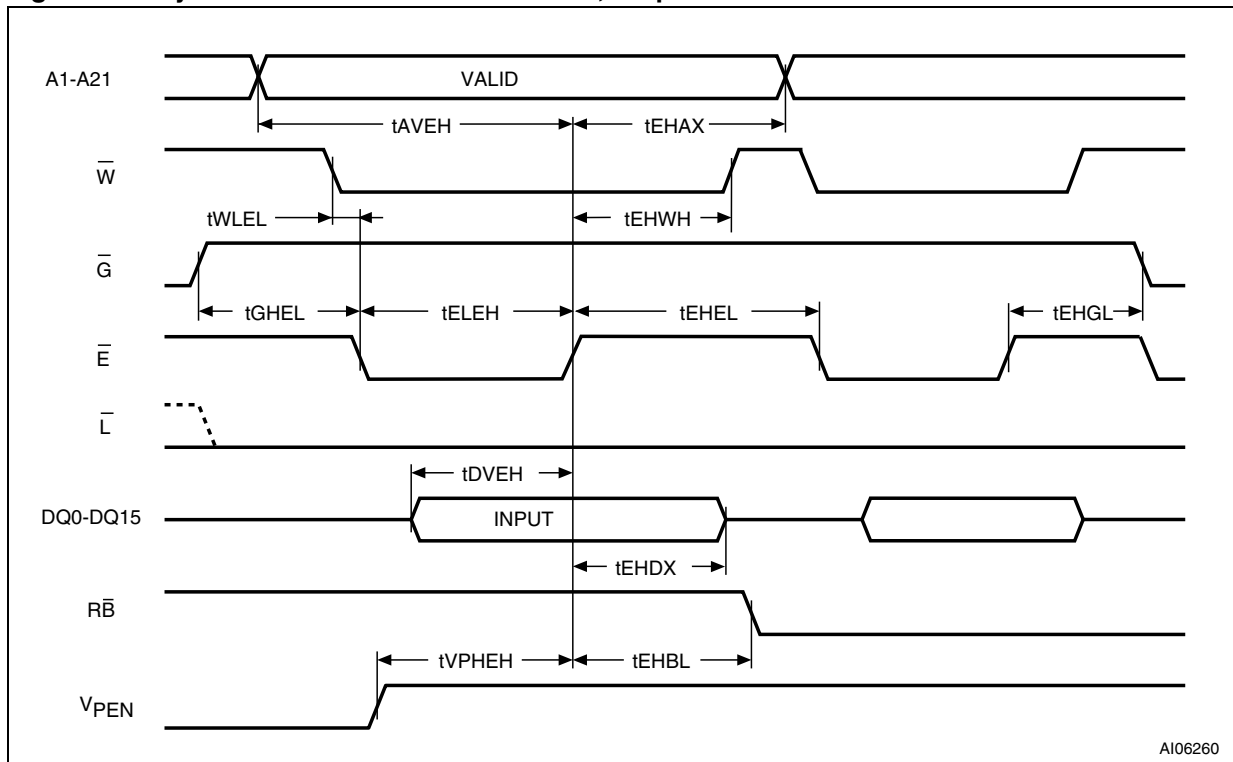 A1-A21
VALID
tAVEH
tEHAX
W̅
tWLEL
tEHWH
G̅
tGHEL
tELEH
tEHEL
tEHGL
E̅
L̅
tDVEH
DQ0-DQ15
INPUT
tEHDX
RB̅
tVPHEH
tEHBL
VPEN
AI06260